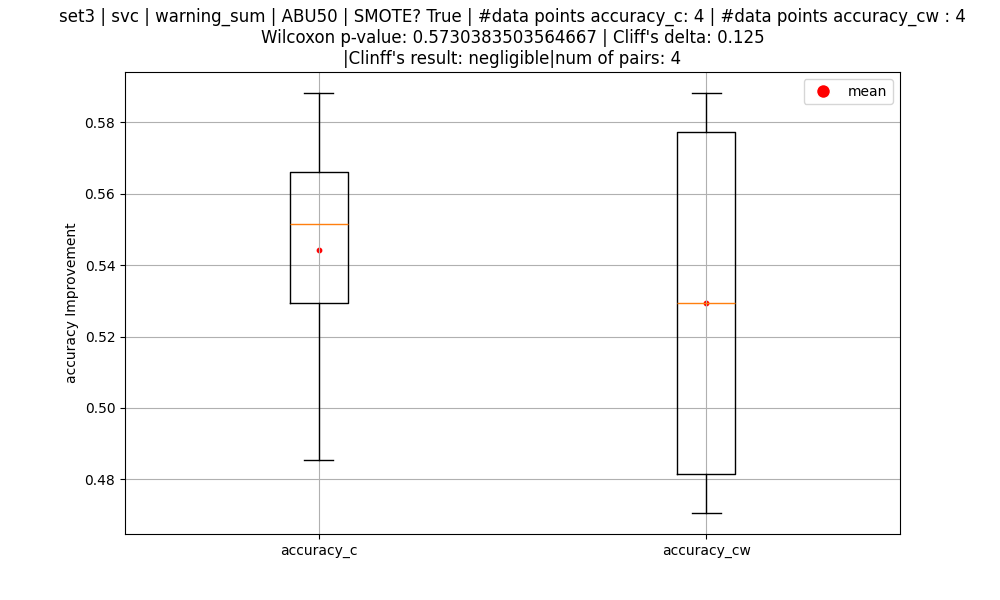 set3 | svc | warning_sum | ABU50 | SMOTE? True | #data points accuracy_c: 4 | #data points accuracy_cw : 4
Wilcoxon p-value: 0.5730383503564667 | Cliff's delta: 0.125
|Clinff's result: negligible|num of pairs: 4
mean
0.58
0.56
0.54
0.52
0.50
0.48
accuracy Improvement
accuracy_c
accuracy_cw